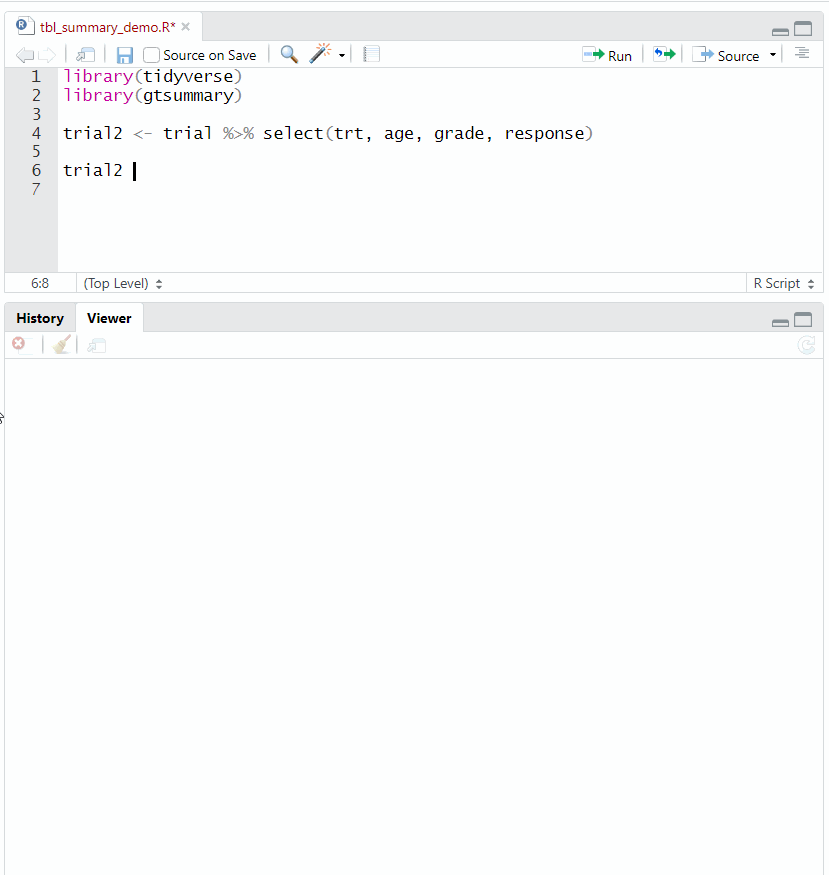 tbl_summary_demo.R*
Source on Save Run Source
1 library(tidyverse)
2 library(gtsummary)
3
4 trial2 <- trial %>% select(trt, age, grade, response)
5
6 trial2
7
6:8 (Top Level) R Script
History Viewer